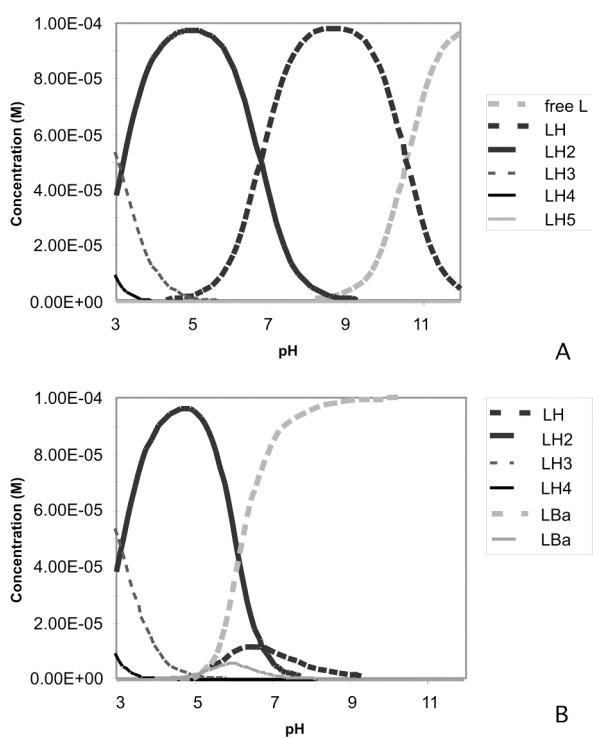 1.00E-04
8.00E-05
6.00E-05
4.00E-05
2.00E-05
0.00E+00
Concentration (M)
3 5 7 9 11
pH
free L
LH
LH2
LH3
LH4
LH5
A
1.00E-04
8.00E-05
6.00E-05
4.00E-05
2.00E-05
0.00E+00
Concentration (M)
3 5 7 9 11
pH
LH
LH2
LH3
LH4
LBa
LBa
B